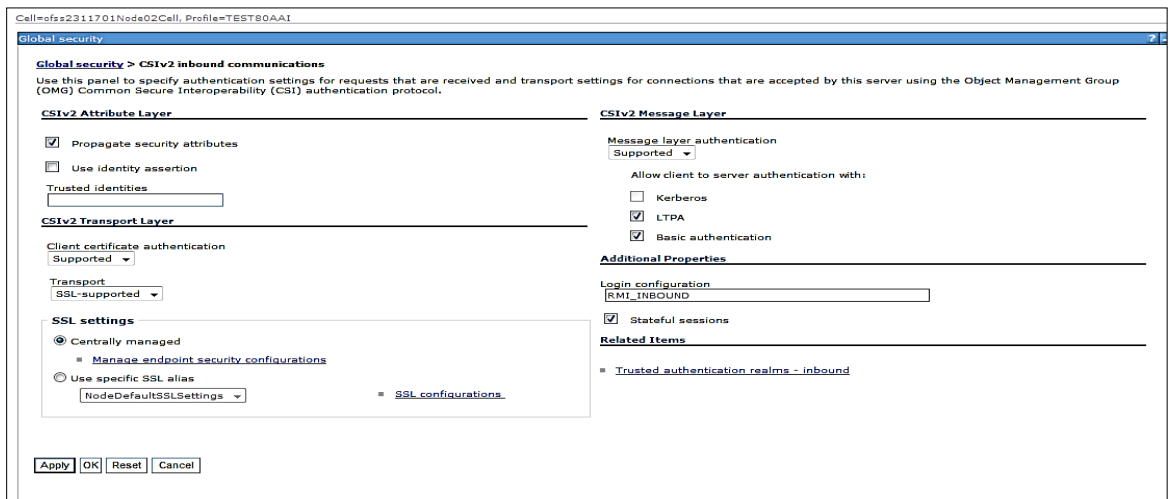 Cell=ofss2311701Node02Cell, Profile=TEST80AAI
Global security ? -
Global security > CSIv2 inbound communications
Use this panel to specify authentication settings for requests that are received and transport settings for connections that are accepted by this server using the Object Management Group
(OMG) Common Secure Interoperability (CSI) authentication protocol.
CSIv2 Attribute Layer
Propagate security attributes
Use identity assertion
Trusted identities
CSIv2 Transport Layer
Client certificate authentication
Supported
Transport
SSL-supported
SSL settings
Centrally managed
Manage endpoint security configurations
Use specific SSL alias
NodeDefaultSSLSettings
SSL configurations
CSIv2 Message Layer
Message layer authentication
Supported
Allow client to server authentication with:
Kerberos
LTPA
Basic authentication
Additional Properties
Login configuration
RMI_INBOUND
Stateful sessions
Related Items
Trusted authentication realms - inbound
Apply OK Reset Cancel